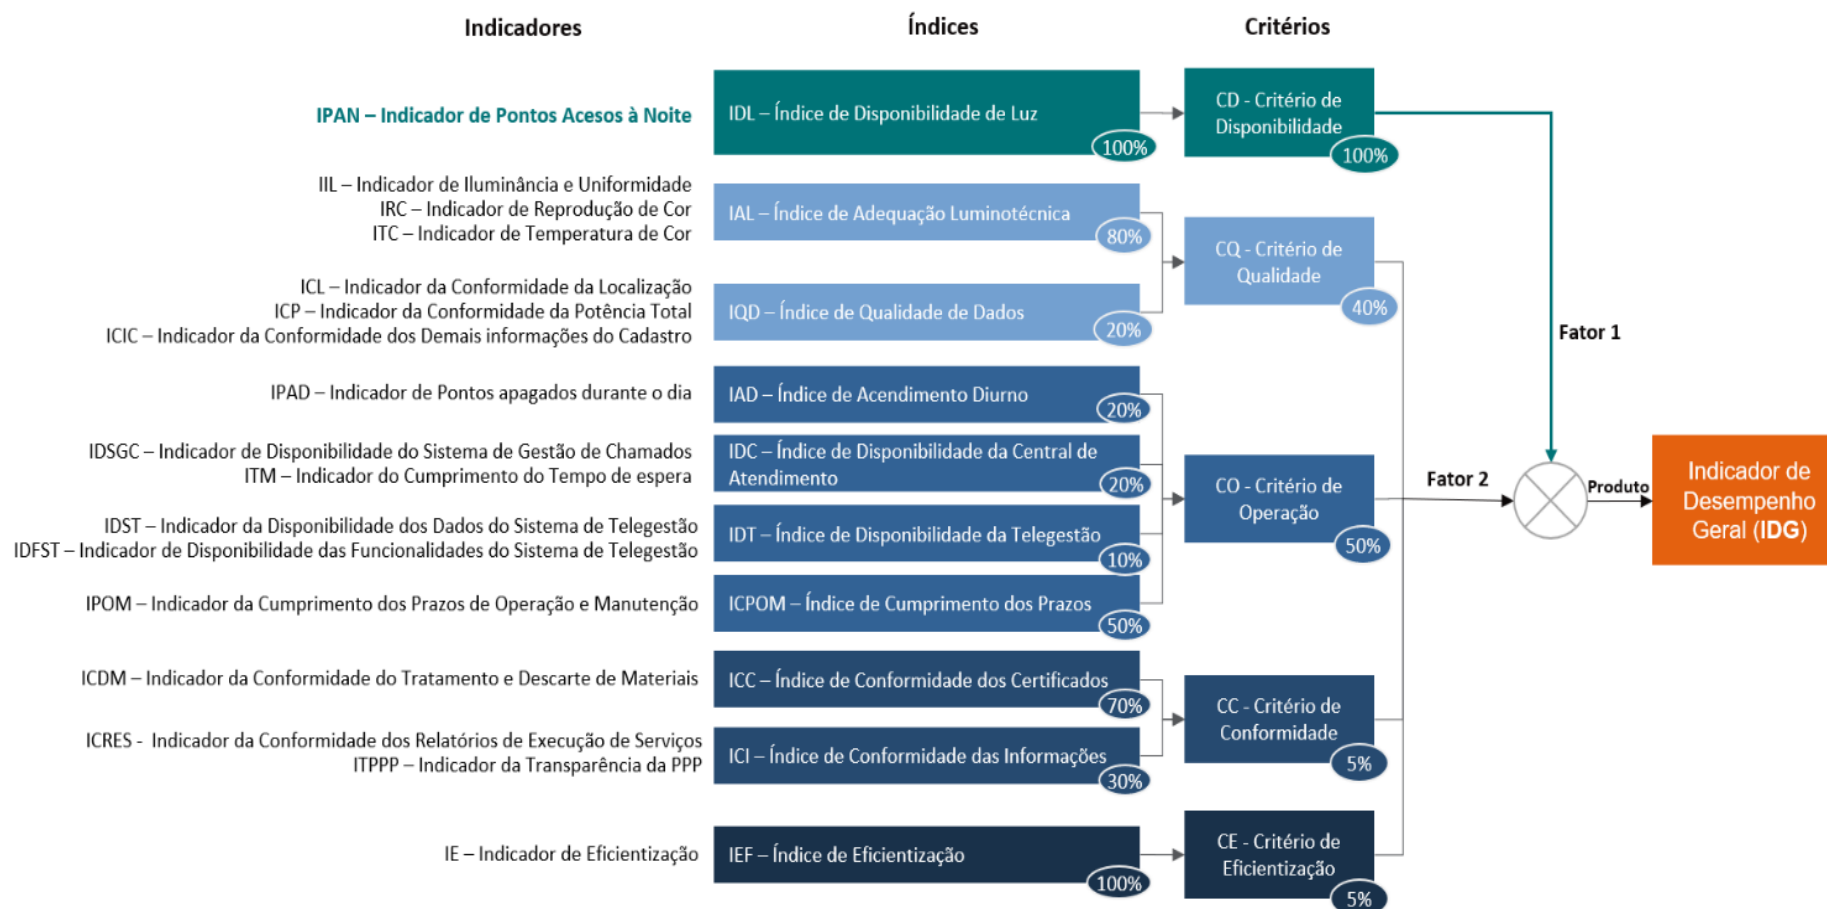 Indicadores
Índices
Critérios
IPAN – Indicador de Pontos Acesos à Noite
IDL – Índice de Disponibilidade de Luz
100%
CD - Critério de
Disponibilidade
100%
IIL – Indicador de Iluminância e Uniformidade
IRC – Indicador de Reprodução de Cor
ITC – Indicador de Temperatura de Cor
IAL – Índice de Adequação Luminotécnica
80%
ICL – Indicador da Conformidade da Localização
ICP – Indicador da Conformidade da Potência Total
ICIC – Indicador da Conformidade dos Demais informações do Cadastro
IQD – Índice de Qualidade de Dados
20%
CQ - Critério de
Qualidade
40%
Fator 1
IPAD – Indicador de Pontos apagados durante o dia
IAD – Índice de Acendimento Diurno
20%
IDSGC – Indicador de Disponibilidade do Sistema de Gestão de Chamados
ITM – Indicador do Cumprimento do Tempo de espera
IDC – Índice de Disponibilidade da Central de
Atendimento
20%
IDST – Indicador da Disponibilidade dos Dados do Sistema de Telegestão
IDFST – Indicador de Disponibilidade das Funcionalidades do Sistema de Telegestão
IDT – Índice de Disponibilidade da Telegestão
10%
IPOM – Indicador da Cumprimento dos Prazos de Operação e Manutenção
ICPOM – Índice de Cumprimento dos Prazos
50%
CO - Critério de
Operação
50%
Fator 2
Produto
Indicador de
Desempenho
Geral (IDG)
ICDM – Indicador da Conformidade do Tratamento e Descarte de Materiais
ICC – Índice de Conformidade dos Certificados
70%
ICRES - Indicador da Conformidade dos Relatórios de Execução de Serviços
ITPPP – Indicador da Transparência da PPP
ICI – Índice de Conformidade das Informações
30%
CC - Critério de
Conformidade
5%
IE – Indicador de Eficientização
IEF – Índice de Eficientização
100%
CE - Critério de
Eficientização
5%